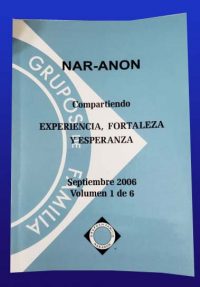 NAR-ANON
Compartiendo
EXPERIENCIA, FORTALEZA
Y ESPERANZA
Septiembre 2006
Volumen 1 de 6
GRUPOS DE FAMILIA